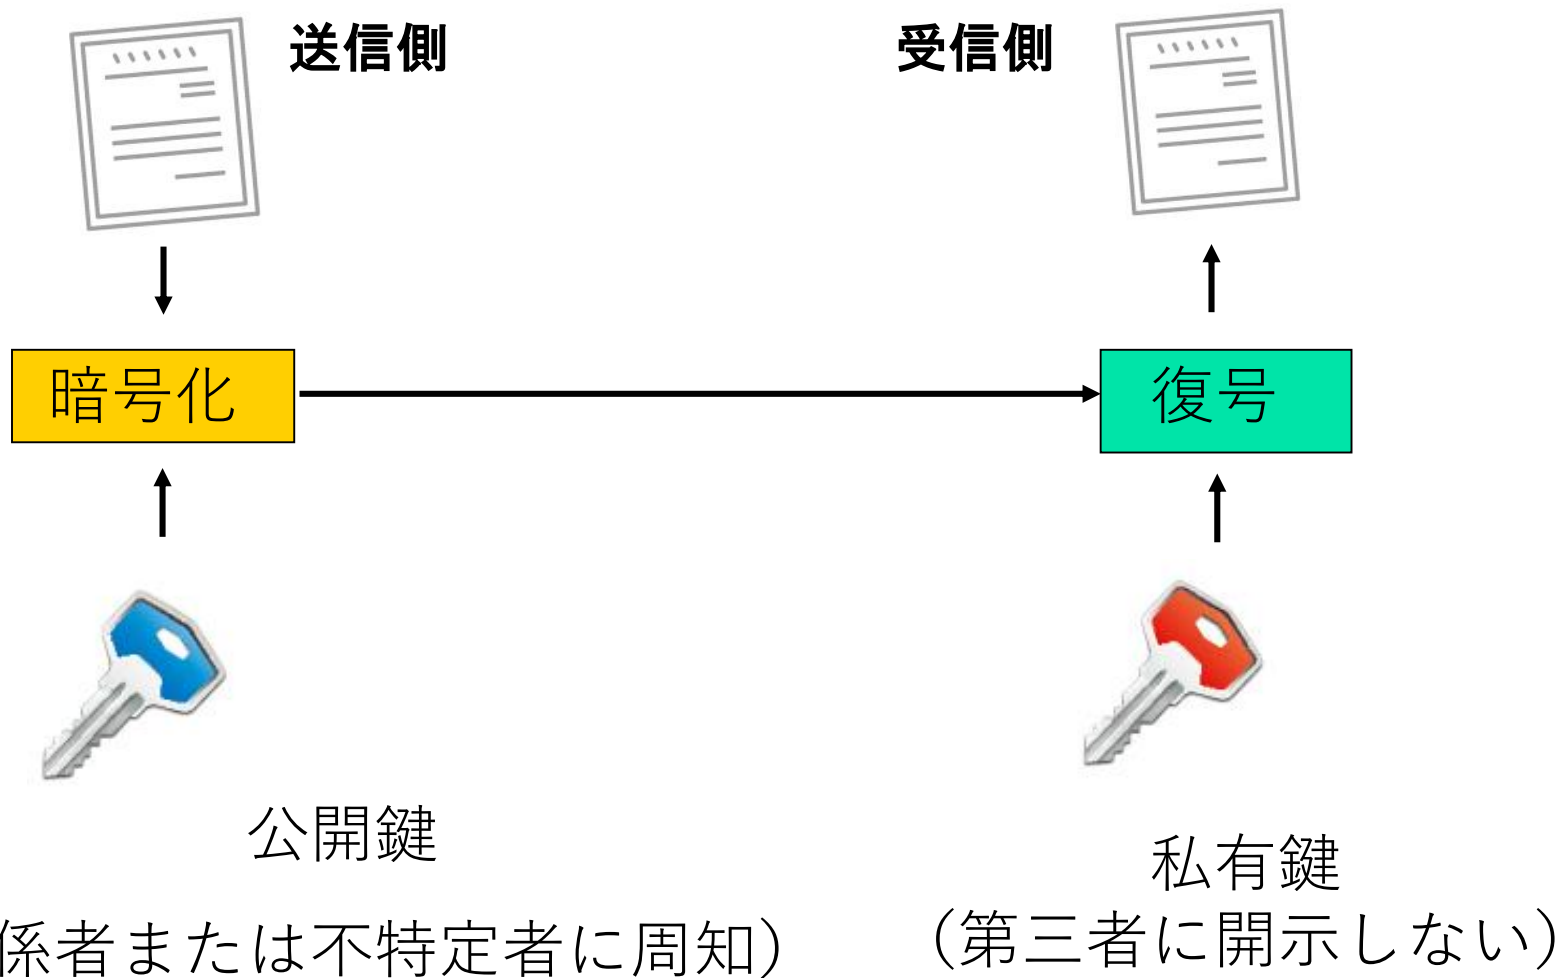 送信側
受信側
暗号化
復号
公開鍵
私有鍵
係者または不特定者に周知）
（第三者に開示しない）